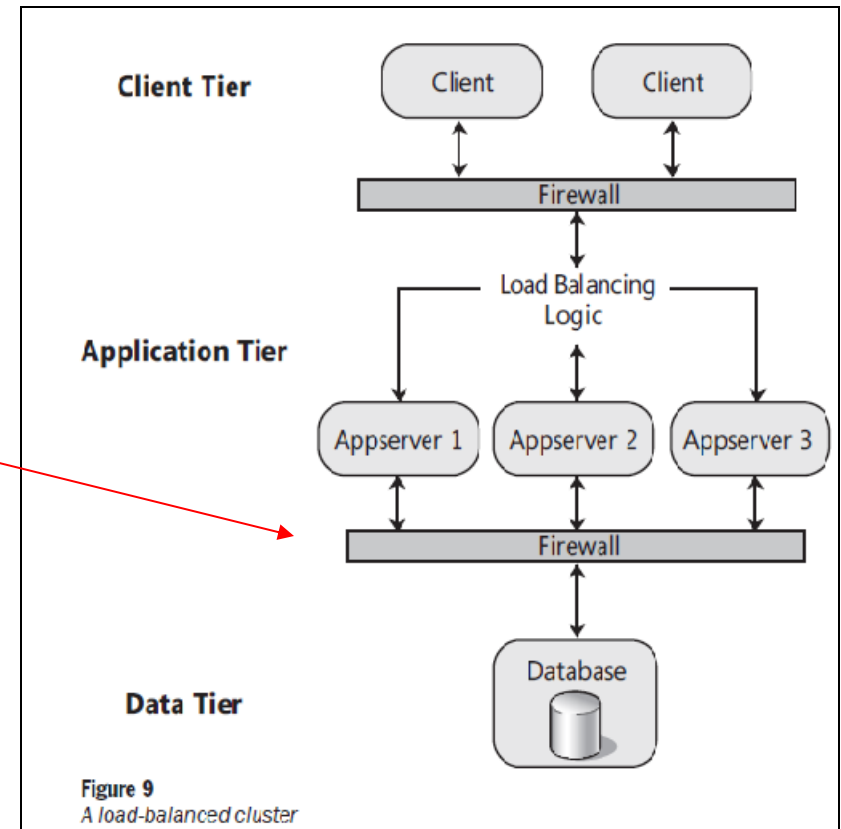 Client Tier
Client
Client
Firewall
Load Balancing
Logic
Application Tier
Appserver 1
Appserver 2
Appserver 3
Firewall
Database
Data Tier
Figure 9
A load-balanced cluster